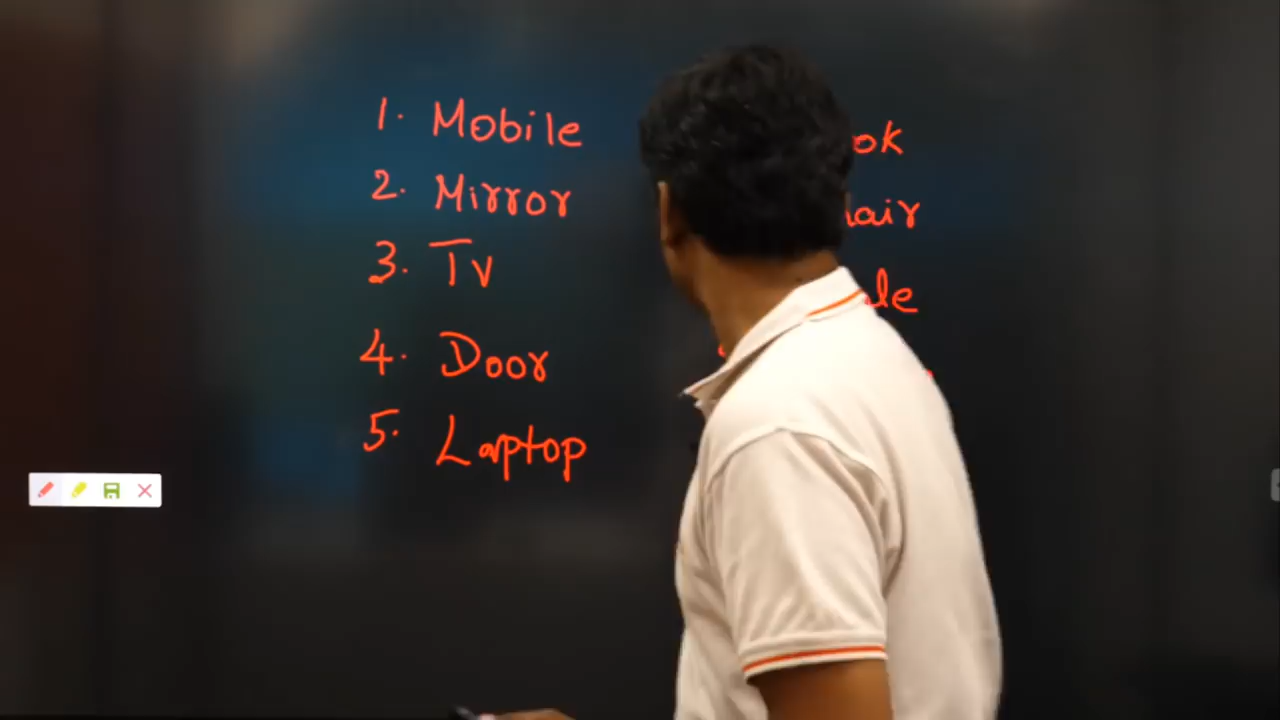 1. Mobile
2. Mirror
3. Tv
4. Door
5. Laptop